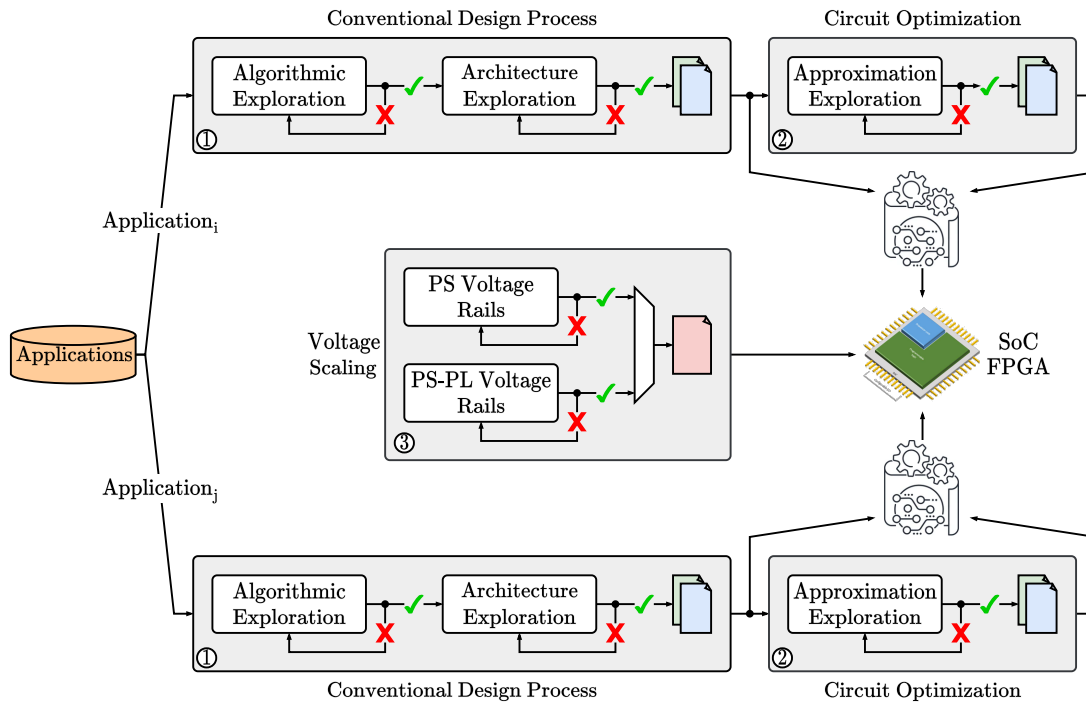 Conventional Design Process
Circuit Optimization
Algorithmic
Exploration
Architecture
Exploration
①
Approximation
Exploration
②
Application_i
PS Voltage
Rails
PS-PL Voltage
Rails
③
Voltage
Scaling
Applications
SoC
FPGA
Application_j
Algorithmic
Exploration
Architecture
Exploration
①
Approximation
Exploration
②
Conventional Design Process
Circuit Optimization